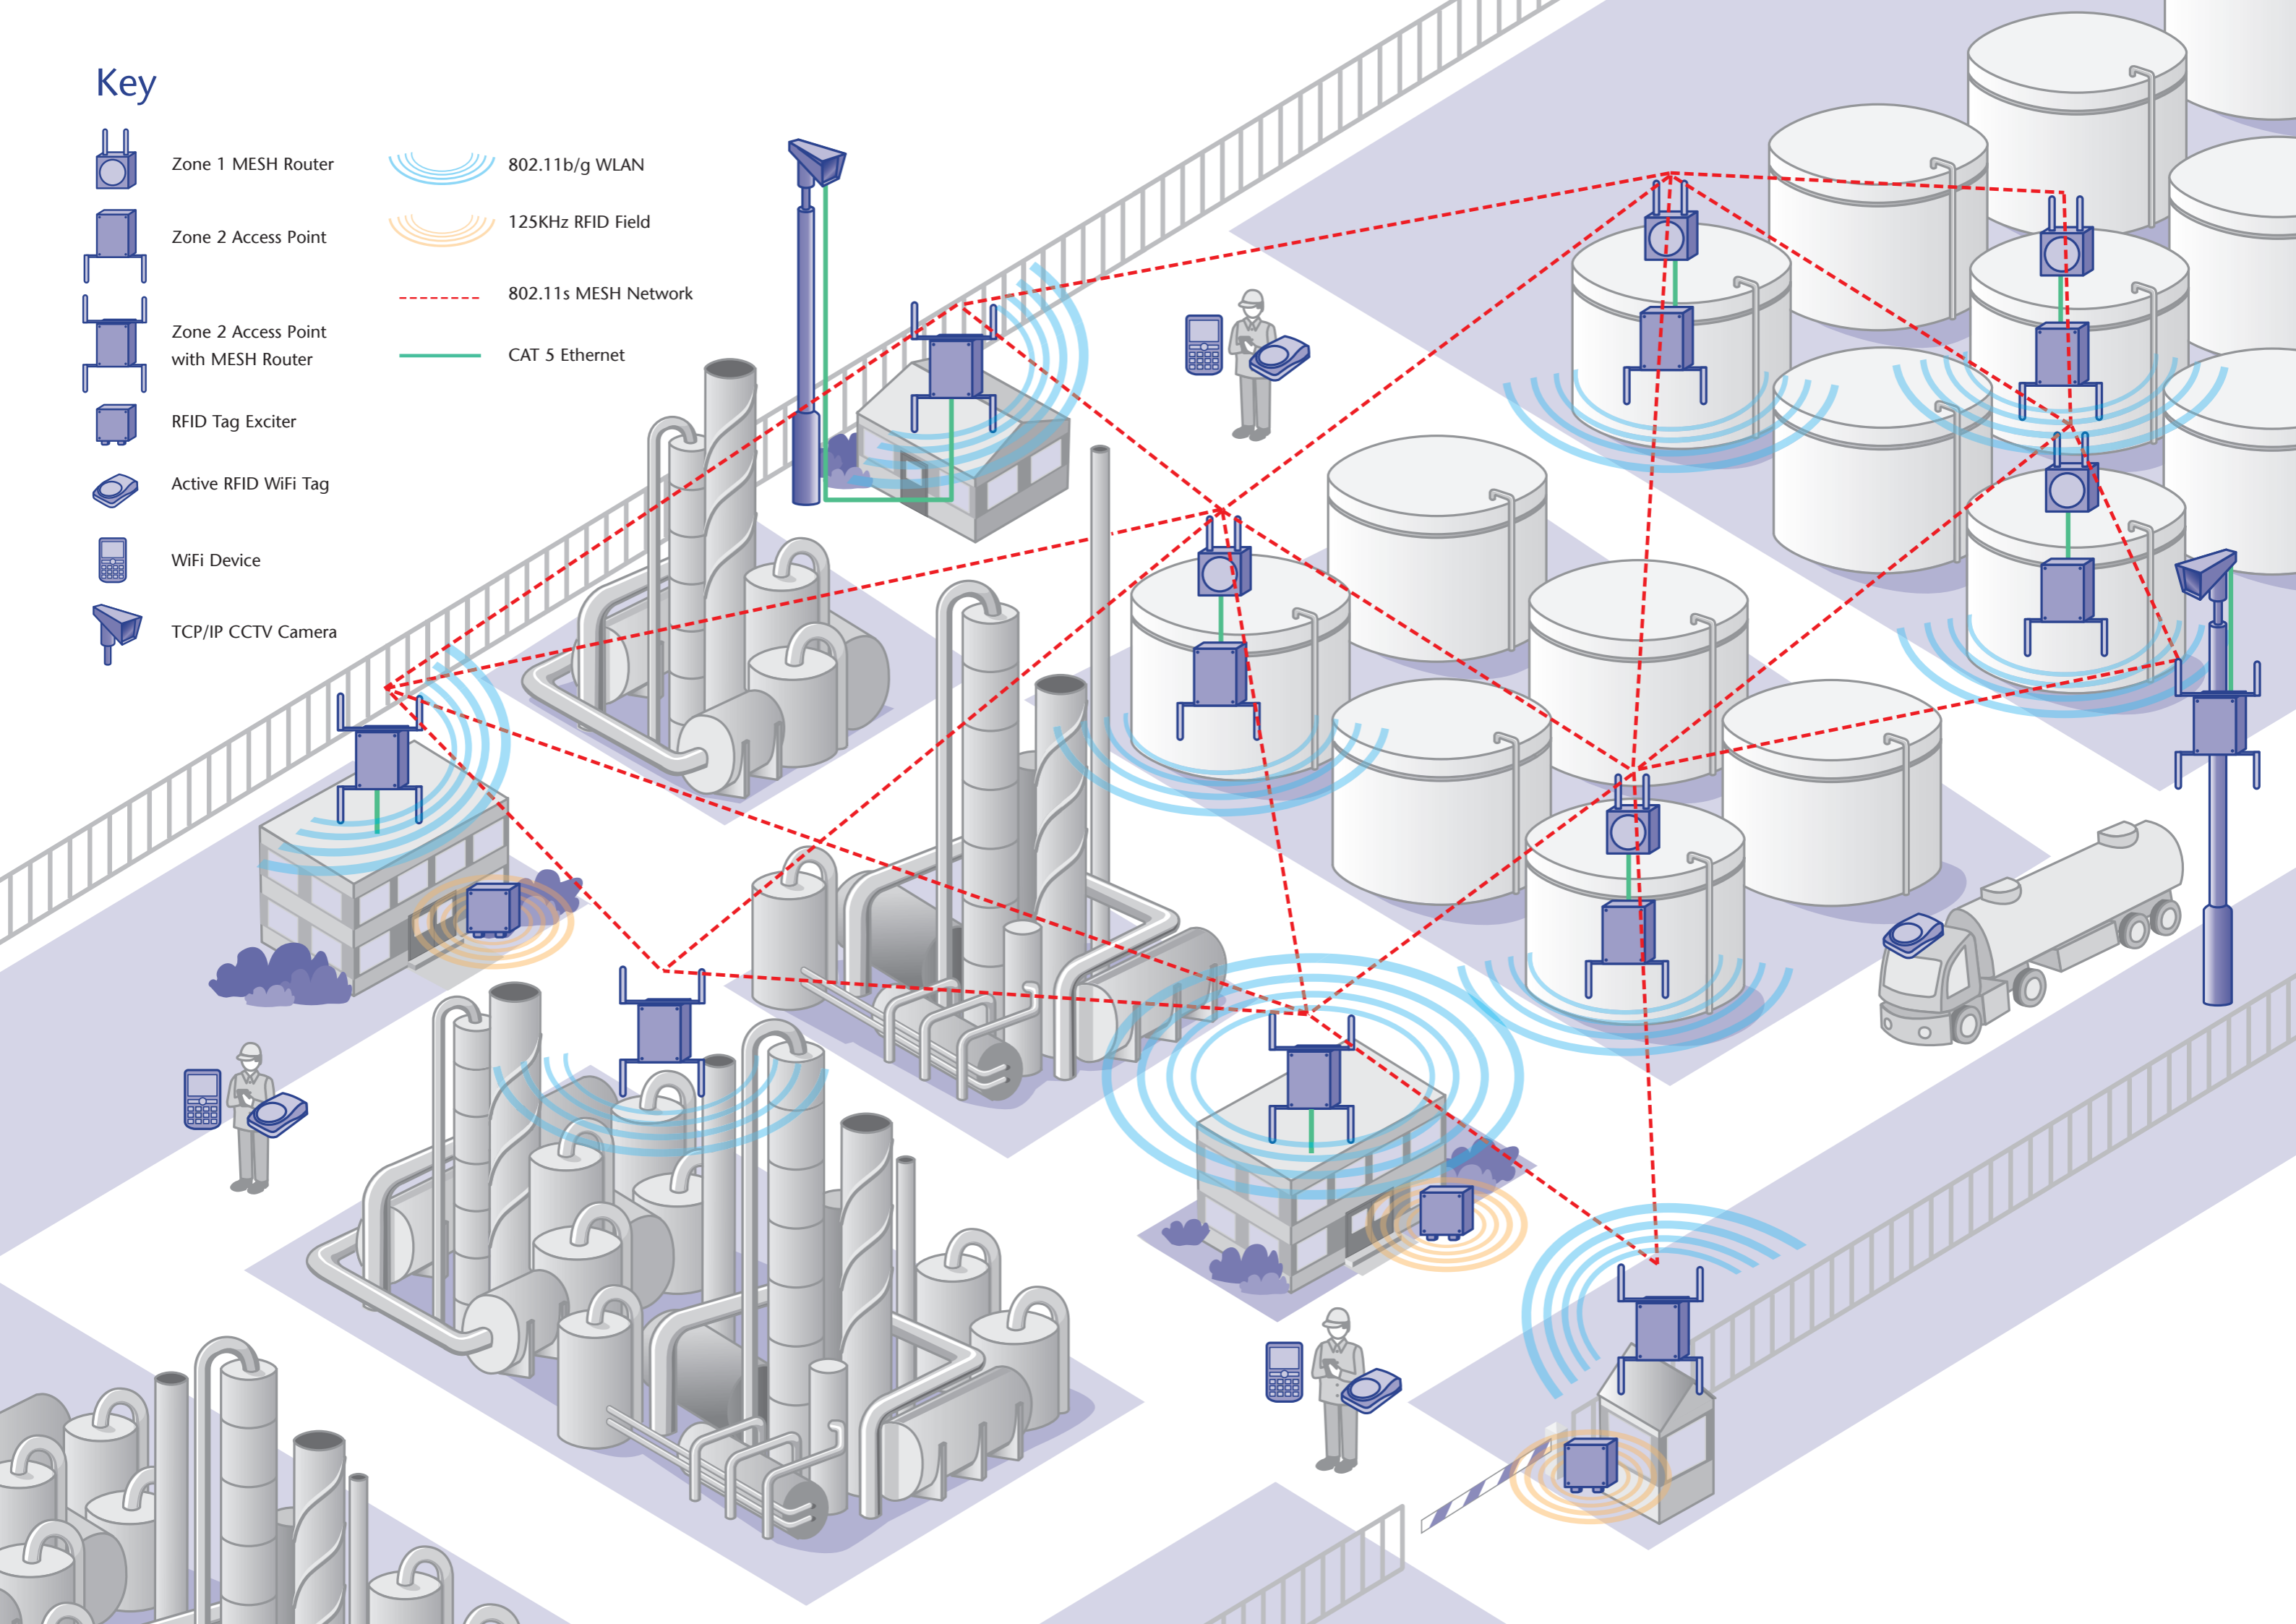 Key
Zone 1 MESH Router
Zone 2 Access Point
Zone 2 Access Point
with MESH Router
RFID Tag Exciter
Active RFID WiFi Tag
WiFi Device
TCP/IP CCTV Camera
802.11b/g WLAN
125KHz RFID Field
802.11s MESH Network
CAT 5 Ethernet